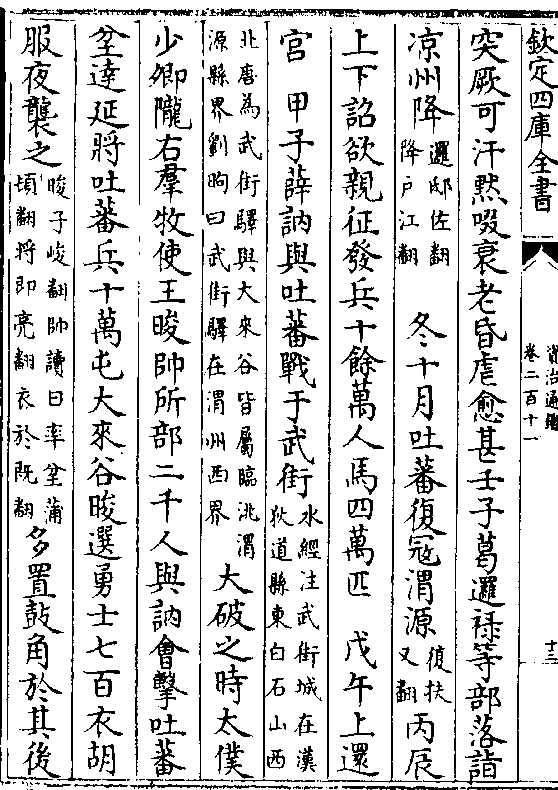 欽定四庫全書
資治通鑑
卷二百十一
十三
突厥可汗黙啜衰老昏虐愈甚壬子葛邏祿等部落詣
凉州降邏郎佐翻降戶江翻 冬十月吐蕃復冦渭源復扶又翻丙辰
上下詔欲親征發兵十餘萬人馬四萬匹 戊午上還
宫 甲子薛訥與吐蕃戰于武街水經注武街城在漢狄道縣東白石山西
北唐為武街驛與大來谷皆屬臨洮渭源縣界劉昫曰武街驛在渭州西界大破之時太僕
少卿隴右羣牧使王晙帥所部二千人與訥會擊吐蕃
坌達延將吐蕃兵十萬屯大來谷晙選勇士七百衣胡
服夜襲之晙子峻翻帥讀曰率坌蒲頓翻將即亮翻衣於既翻多置鼓角於其後